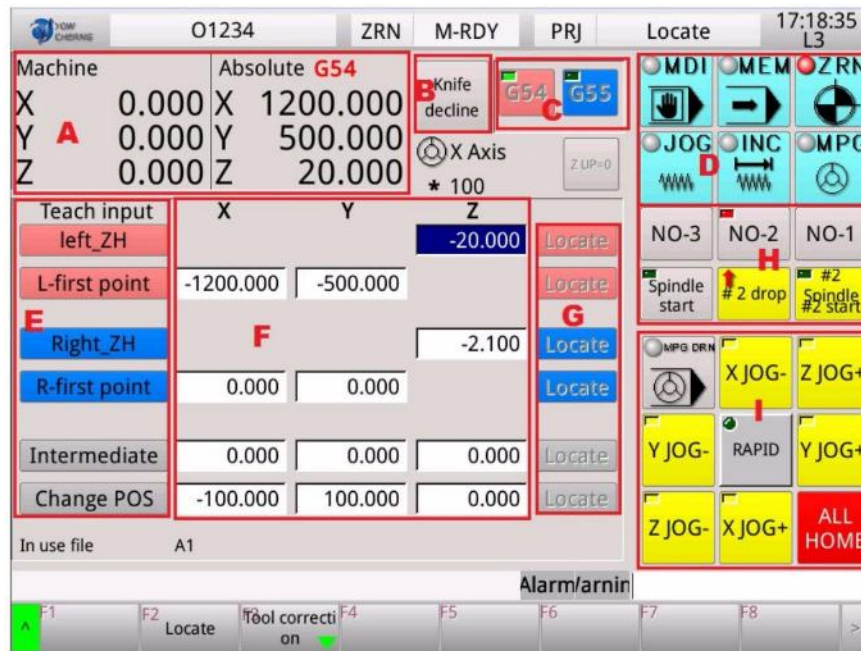 YOW CHERNG O1234 ZRN M-RDY PRJ Locate 17:18:35
L3
Machine Absolute G54
X 0.000 X 1200.000
Y 0.000 Y 500.000
Z 0.000 Z 20.000
A
Knife
decline
B
G54 G55
C
X Axis
* 100
Z UP=0
MDI MEM ZRN
JOG INC MPG
D
Teach input X Y Z
left_ZH -20.000 Locate
L-first point -1200.000 -500.000 Locate
E F G
Right_ZH -2.100 Locate
R-first point 0.000 0.000 Locate
Intermediate 0.000 0.000 0.000 Locate
Change POS -100.000 100.000 0.000 Locate
In use file A1
NO-3 NO-2 NO-1
H
Spindle
start
# 2 drop
#2
Spindle
#2 start
MPG DRN X JOG- Z JOG+
I
Y JOG- RAPID Y JOG+
Z JOG- X JOG+ ALL
HOME
Alarm/arnin
F1 F2 Locate Tool correcti
on F4 F5 F6 F7 F8 >